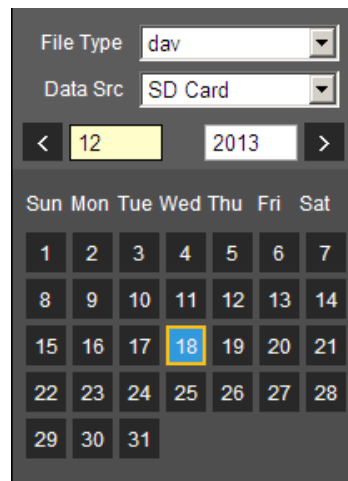 File Type dav
Data Src SD Card
< 12 2013 >
Sun Mon Tue Wed Thu Fri Sat
1 2 3 4 5 6 7
8 9 10 11 12 13 14
15 16 17 18 19 20 21
22 23 24 25 26 27 28
29 30 31